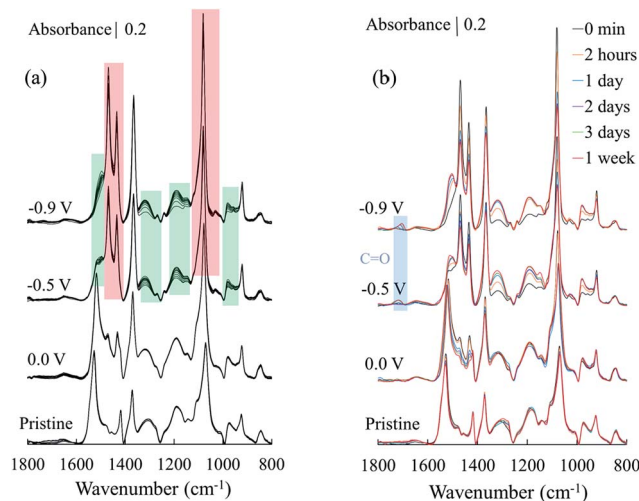 Absorbance | 0.2
(a)
-0.9 V
-0.5 V
0.0 V
Pristine
1800 1600 1400 1200 1000 800
Wavenumber (cm⁻¹)
Absorbance | 0.2
(b)
0 min
2 hours
1 day
2 days
3 days
1 week
-0.9 V
C=O
-0.5 V
0.0 V
Pristine
1800 1600 1400 1200 1000 800
Wavenumber (cm⁻¹)